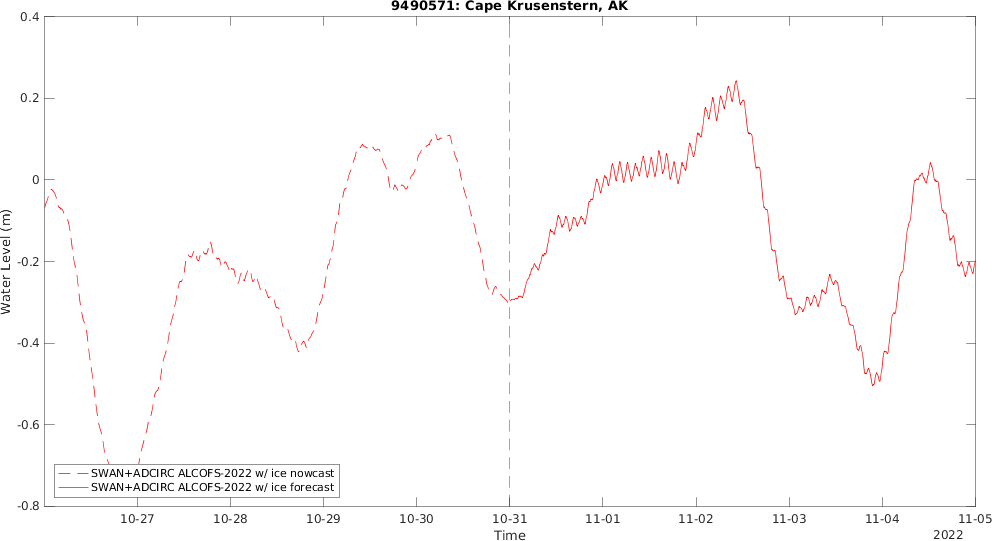 9490571: Cape Krusenstern, AK
0.4
0.2
0
-0.2
-0.4
-0.6
-0.8
Water Level (m)
SWAN+ADCIRC ALCOFS-2022 w/ ice nowcast
SWAN+ADCIRC ALCOFS-2022 w/ ice forecast
10-27 10-28 10-29 10-30 10-31 11-01 11-02 11-03 11-04 11-05
Time
2022